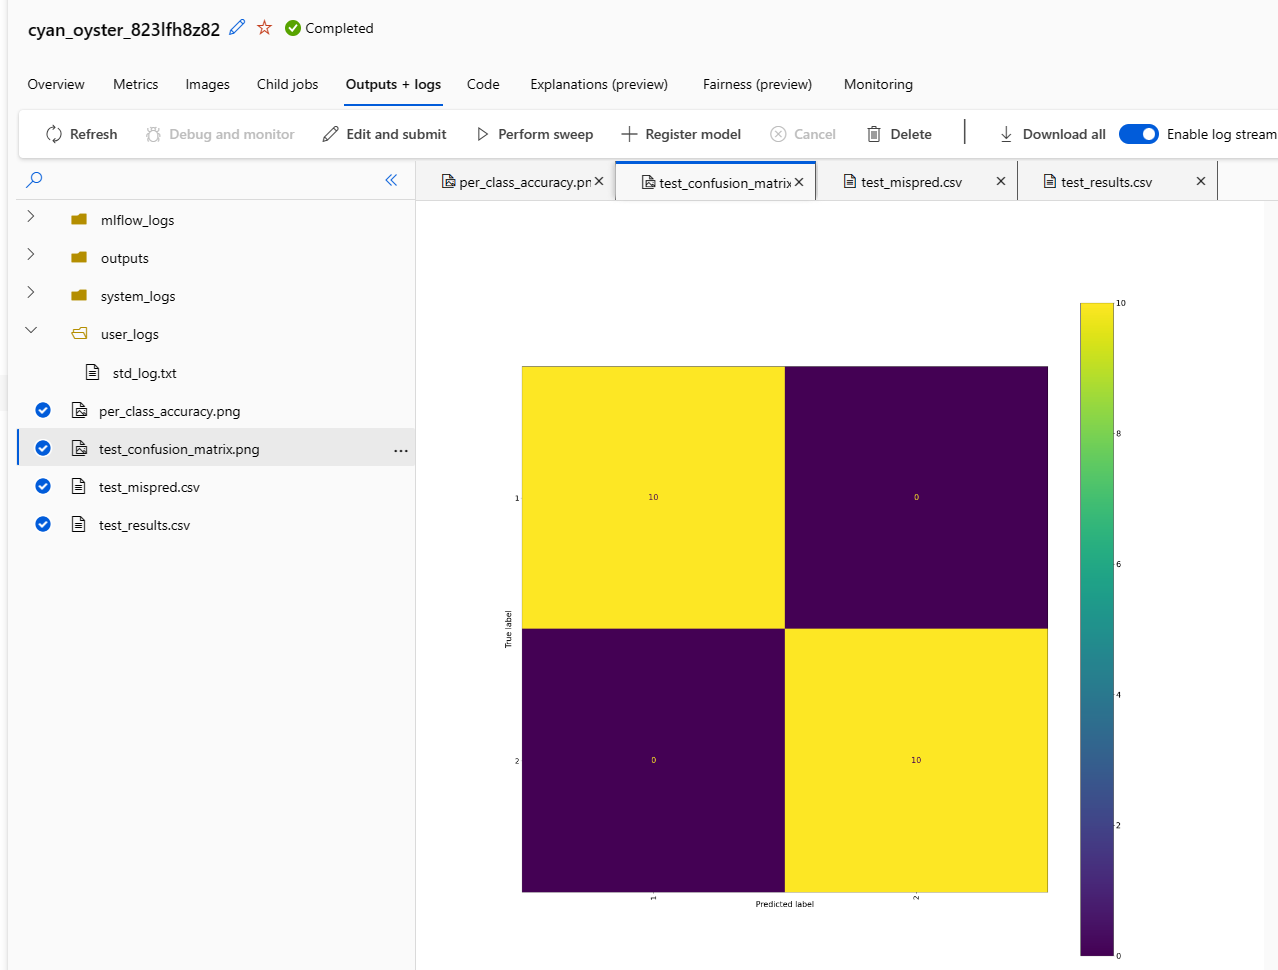 cyan_oyster_823lfh8z82 Completed
Overview Metrics Images Child jobs Outputs + logs Code Explanations (preview) Fairness (preview) Monitoring
Refresh Debug and monitor Edit and submit Perform sweep Register model Cancel Delete Download all Enable log stream
per_class_accuracy.pn test_confusion_matrix test_mispred.csv test_results.csv
mlflow_logs
outputs
system_logs
user_logs
std_log.txt
per_class_accuracy.png
test_confusion_matrix.png ...
test_mispred.csv
test_results.csv
True label
1
2
10 0
0 10
1 2
Predicted label
10
8
6
4
2
0